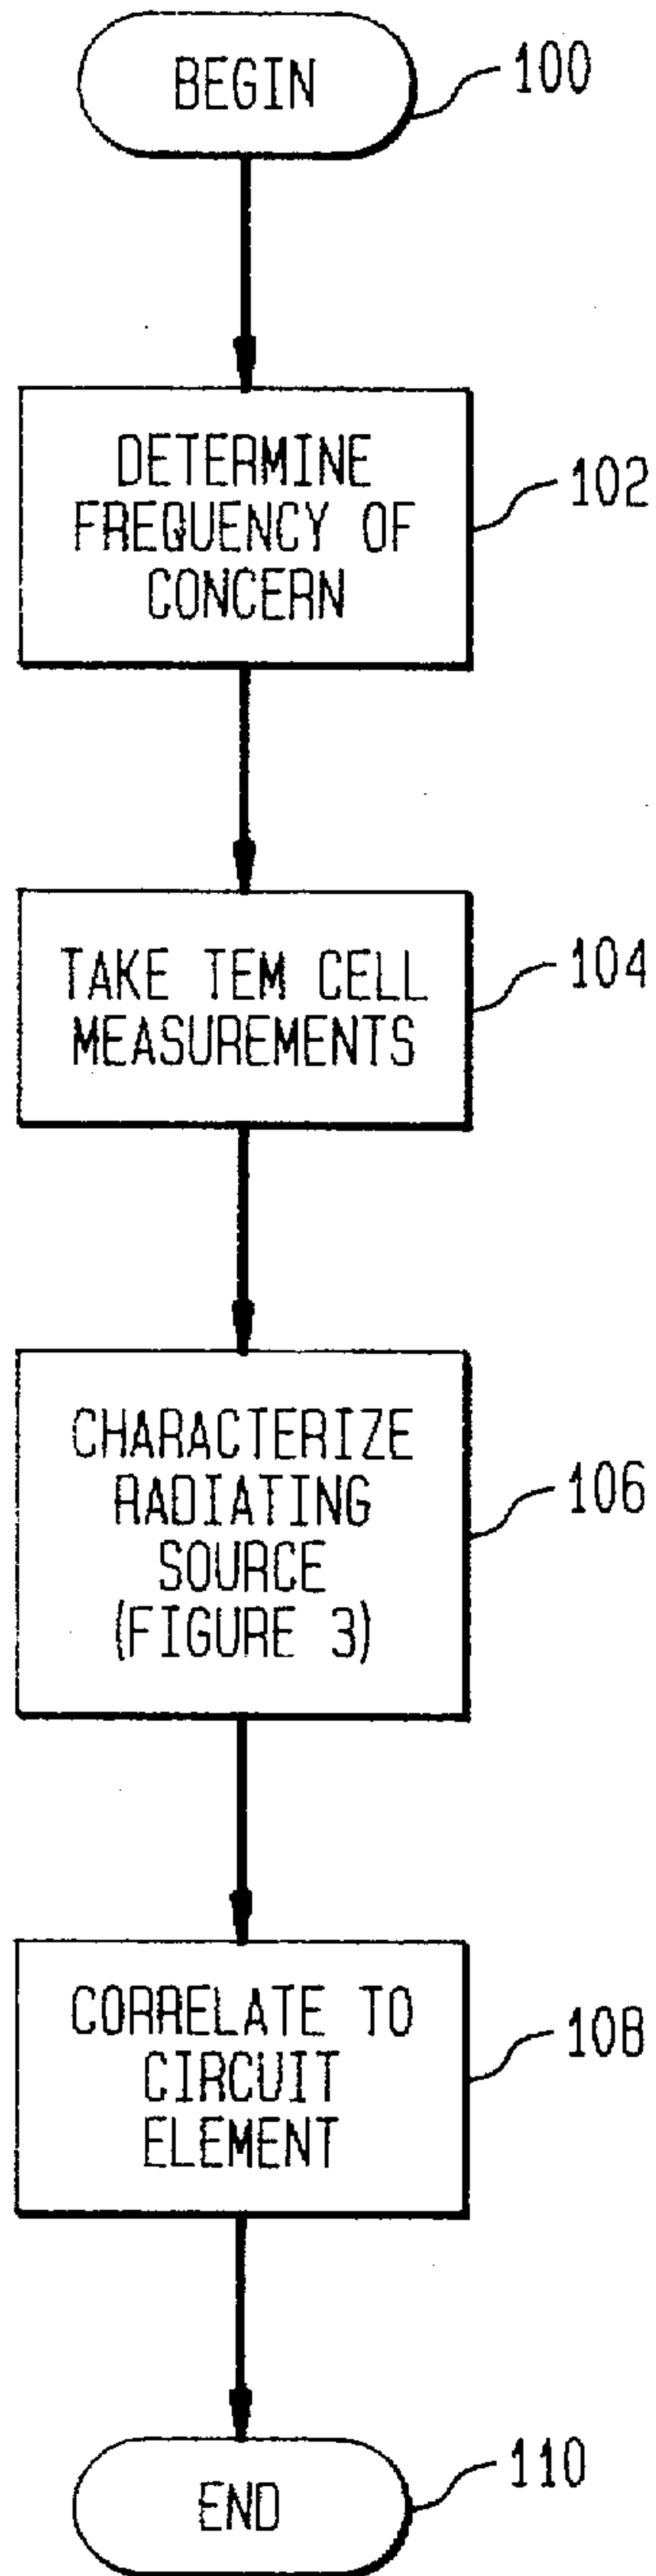 BEGIN
100
DETERMINE
FREQUENCY OF
CONCERN
102
TAKE TEM CELL
MEASUREMENTS
104
CHARACTERIZE
RADIATING
SOURCE
(FIGURE 3)
106
CORRELATE TO
CIRCUIT
ELEMENT
108
END
110